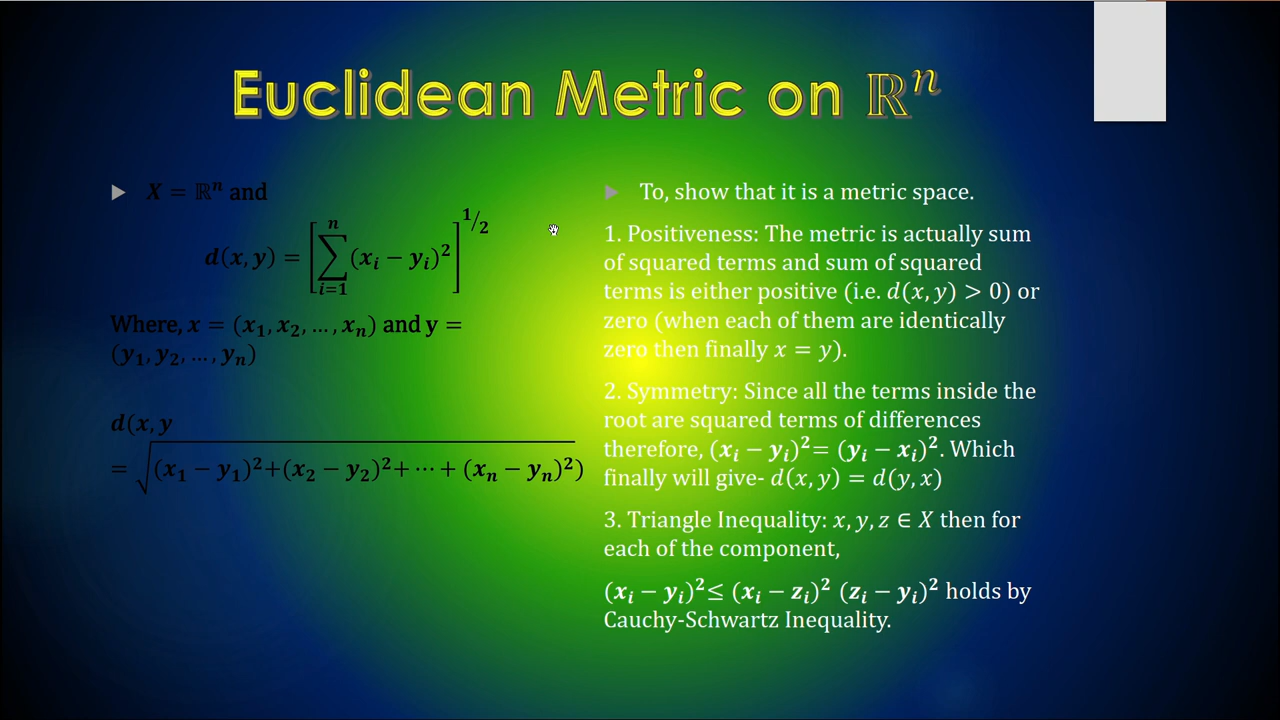 Euclidean Metric on ℝⁿ
X = ℝⁿ and
d(x, y) = [∑ᵢ₌₁ⁿ (xᵢ − yᵢ)²]^1/2
Where, x = (x₁, x₂, … , xₙ) and y =
(y₁, y₂, … , yₙ)
d(x, y
= √(x₁ − y₁)²+(x₂ − y₂)²+ ⋯ + (xₙ − yₙ)²)
To, show that it is a metric space.
1. Positiveness: The metric is actually sum
of squared terms and sum of squared
terms is either positive (i.e. d(x, y) > 0) or
zero (when each of them are identically
zero then finally x = y).
2. Symmetry: Since all the terms inside the
root are squared terms of differences
therefore, (xᵢ − yᵢ)²= (yᵢ − xᵢ)². Which
finally will give- d(x, y) = d(y, x)
3. Triangle Inequality: x, y, z ∈ X then for
each of the component,
(xᵢ − yᵢ)²≤ (xᵢ − zᵢ)² (zᵢ − yᵢ)² holds by
Cauchy-Schwartz Inequality.